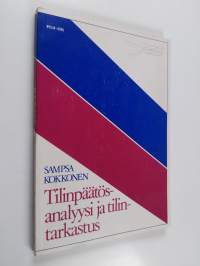 SAMPSA
KOKKONEN
Tilinpäätös-
analyysi ja tilin-
tarkastus